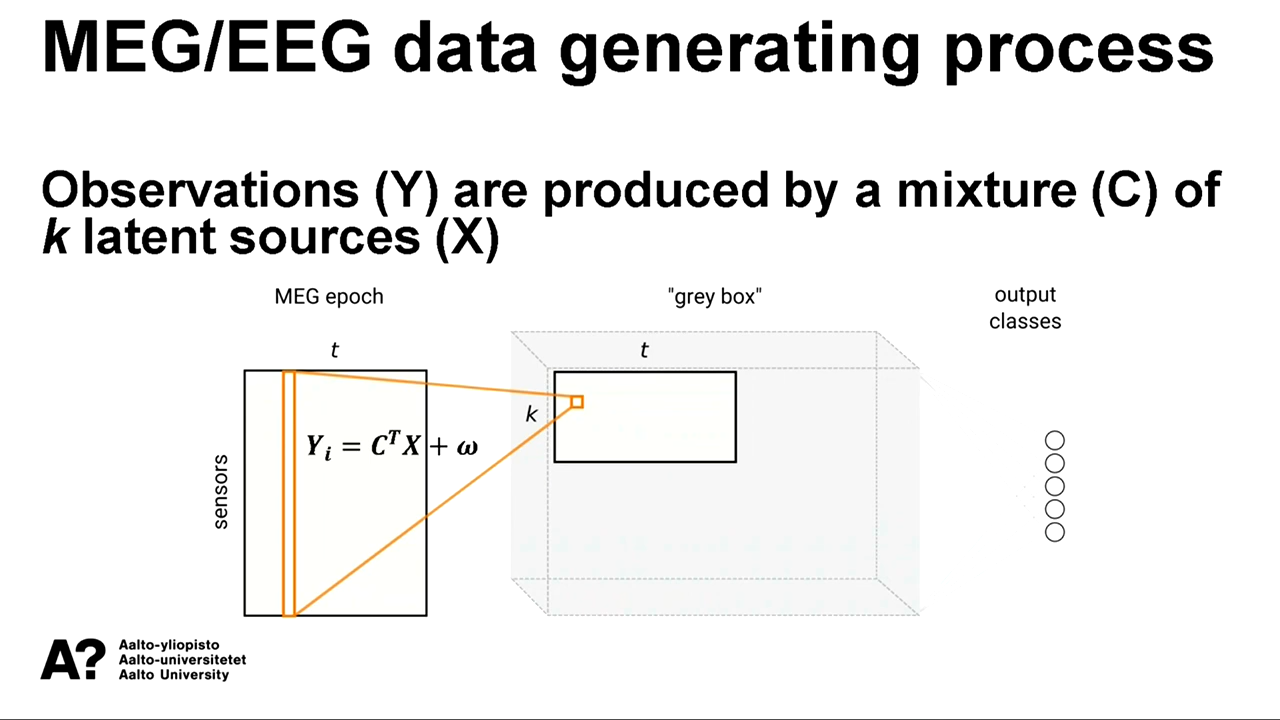 MEG/EEG data generating process
Observations (Y) are produced by a mixture (C) of
k latent sources (X)
MEG epoch
"grey box"
output
classes
t
t
k
sensors
Yᵢ = CᵀX + ω
A?
Aalto-yliopisto
Aalto-universitetet
Aalto University